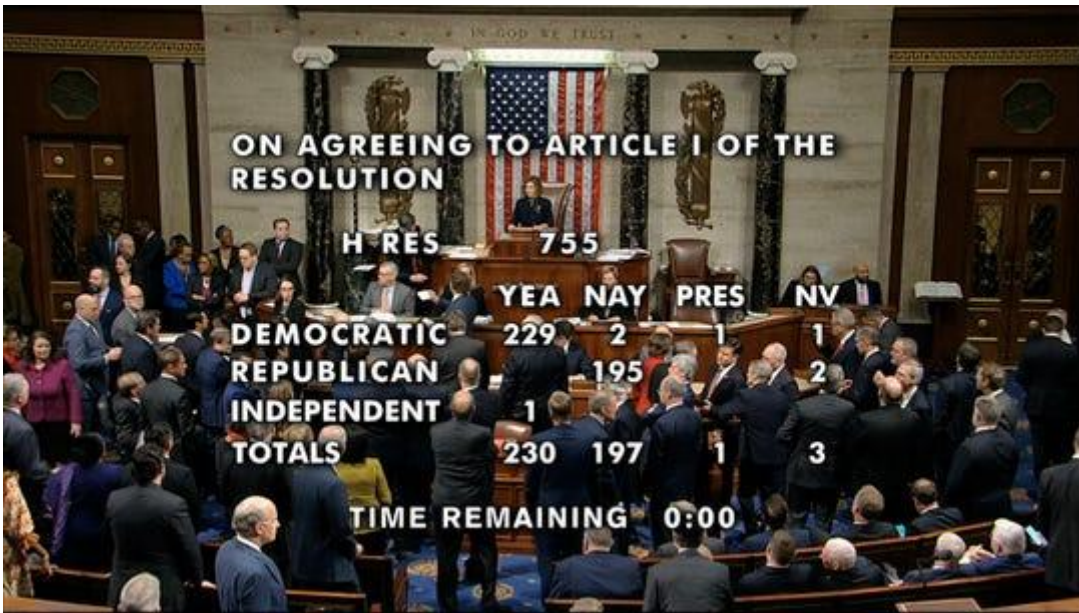 IN GOD WE TRUST
ON AGREEING TO ARTICLE I OF THE
RESOLUTION
H RES 755
YEA NAY PRES NV
DEMOCRATIC 229 2 1 1
REPUBLICAN 195 2
INDEPENDENT 1
TOTALS 230 197 1 3
TIME REMAINING 0:00